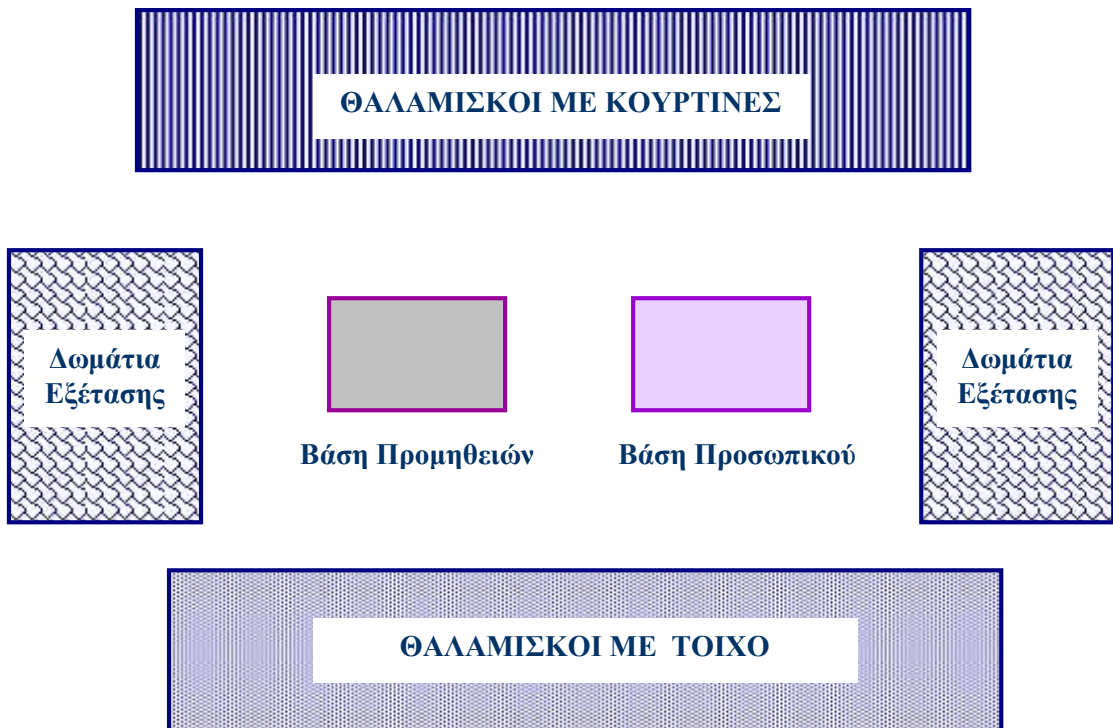 ΘΑΛΑΜΙΣΚΟΙ ΜΕ ΚΟΥΡΤΙΝΕΣ
Δωμάτια
Εξέτασης
Βάση Προμηθειών
Βάση Προσωπικού
Δωμάτια
Εξέτασης
ΘΑΛΑΜΙΣΚΟΙ ΜΕ ΤΟΙΧΟ